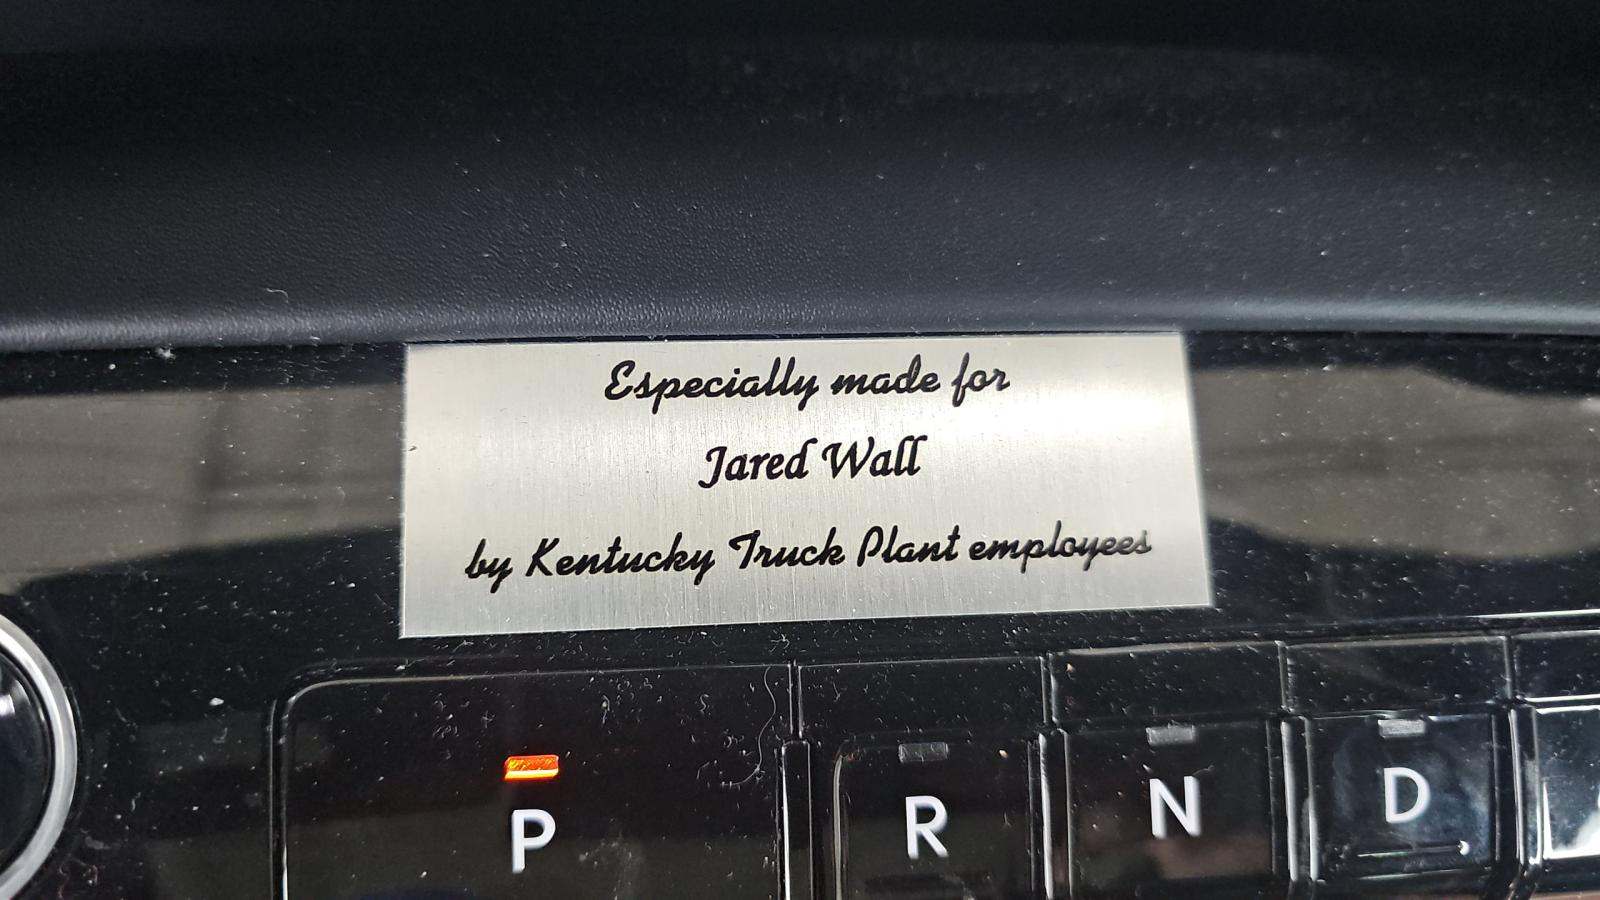 Especially made for
Jared Wall
by Kentucky Truck Plant employees
P R N D